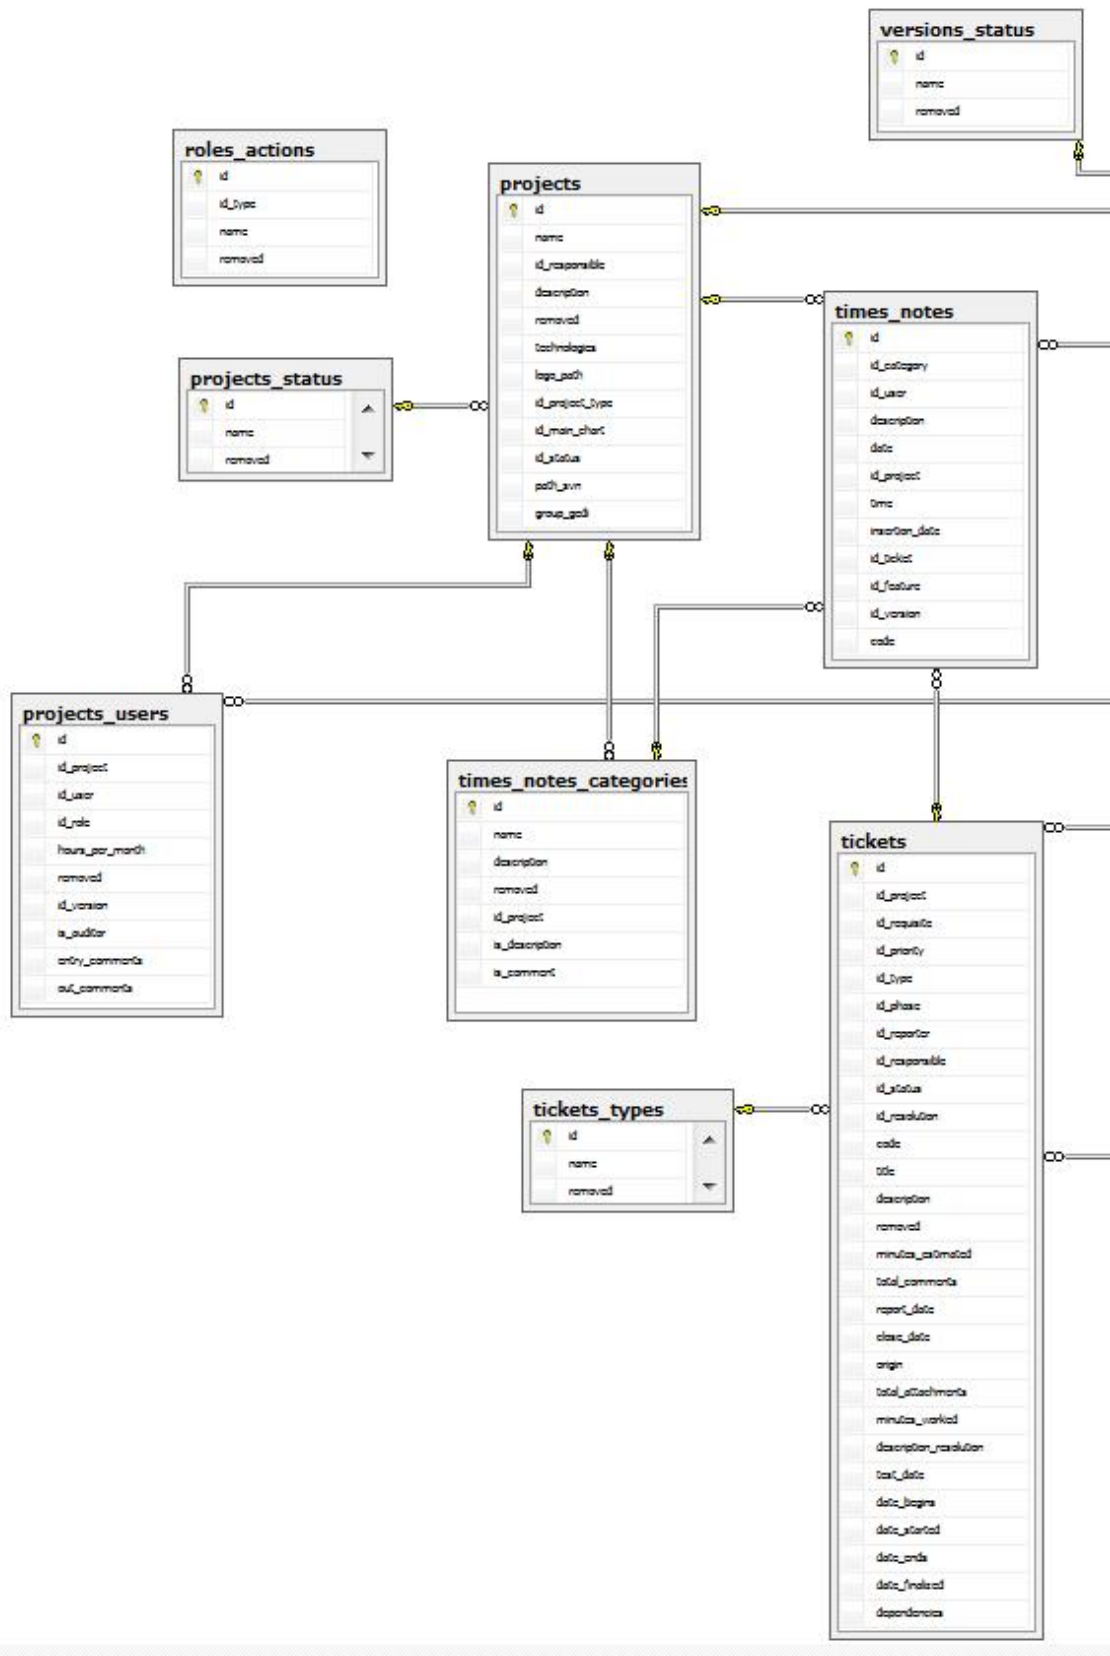 versions_status
id
name
removed
roles_actions
id
id_type
name
removed
projects
id
name
id_responsible
description
removed
technologies
logo_path
id_project_type
id_main_chart
id_status
path_svn
group_gedi
projects_status
id
name
removed
times_notes
id
id_category
id_user
description
date
id_project
time
insertion_date
id_ticket
id_feature
id_version
code
projects_users
id
id_project
id_user
id_role
hours_per_month
removed
id_version
is_auditor
entry_comments
out_comments
times_notes_categories
id
name
description
removed
id_project
is_description
is_comment
tickets
id
id_project
id_requisite
id_priority
id_type
id_phase
id_reporter
id_responsible
id_status
id_resolution
code
title
description
removed
minutes_estimated
total_comments
report_date
close_date
origin
total_attachments
minutes_worked
description_resolution
test_date
date_begins
date_started
date_ends
date_finalized
dependencies
tickets_types
id
name
removed